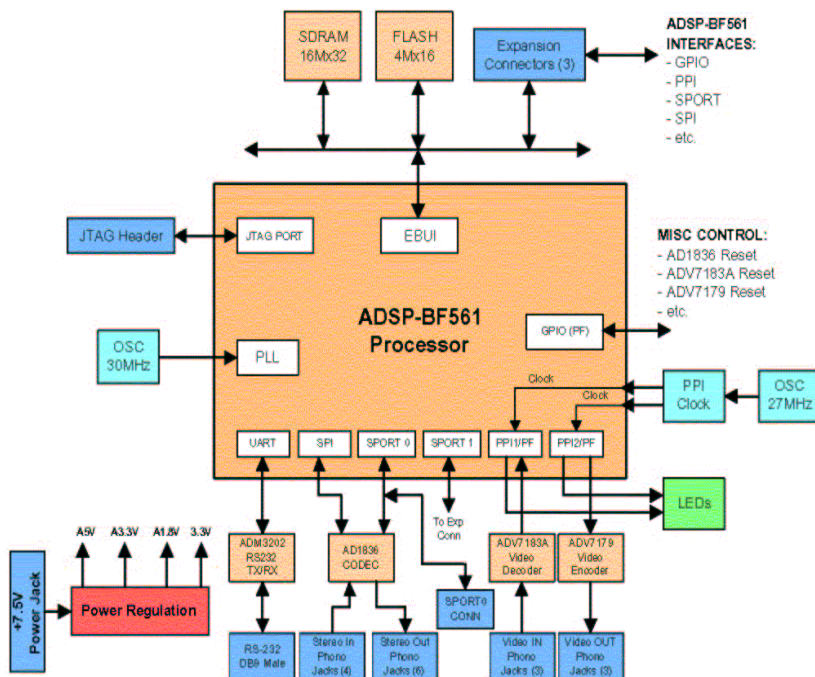 SDRAM
16Mx32
FLASH
4Mx16
Expansion
Connectors (3)
ADSP-BF561
INTERFACES:
- GPIO
- PPI
- SPORT
- SPI
- etc.
JTAG Header
JTAG PORT
EBUI
MISC CONTROL:
- AD1836 Reset
- ADV7183A Reset
- ADV7179 Reset
- etc.
ADSP-BF561
Processor
GPIO (PF)
OSC
30MHz
PLL
Clock
Clock
PPI
Clock
OSC
27MHz
UART
SPI
SPORT 0
SPORT 1
PPI1/PF
PPI2/PF
LEDs
To Exp
Conn
A5V
A3.3V
A1.8V
3.3V
ADM3202
RS232
TX/RX
AD1836
CODEC
ADV7183A
Video
Decoder
ADV7179
Video
Encoder
+7.5V
Power Jack
Power Regulation
SPORT0
CONN
RS-232
DB9 Male
Stereo In
Phono
Jacks (4)
Stereo Out
Phono
Jacks (6)
Video IN
Phono
Jacks (3)
Video OUT
Phono
Jacks (3)